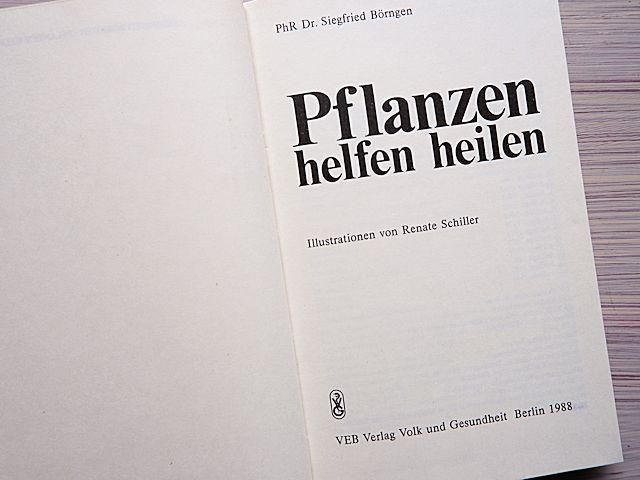 PhR Dr. Siegfried Börngen
Pflanzen
helfen heilen
Illustrationen von Renate Schiller
VEB Verlag Volk und Gesundheit Berlin 1988